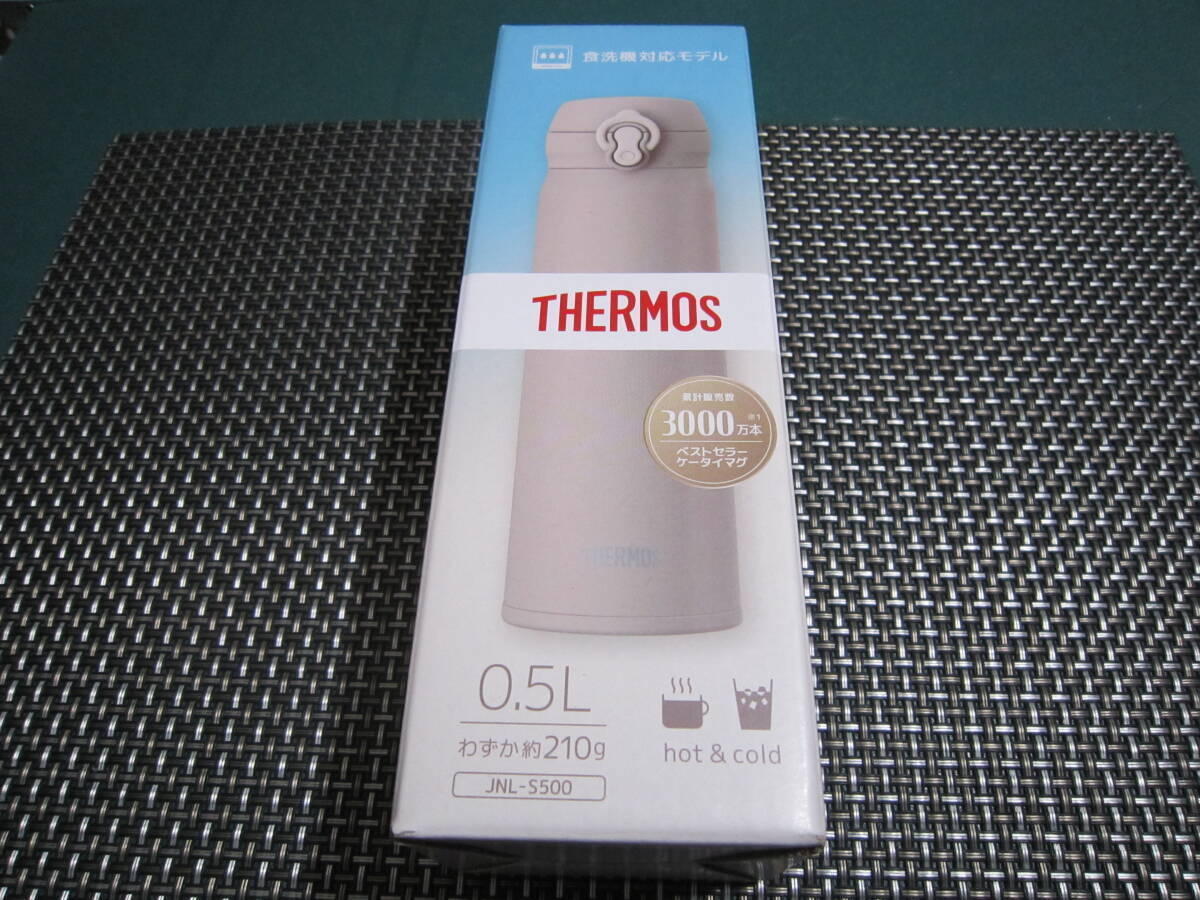 食洗機対応モデル
THERMOS
累計販売数
3000万本※1
ベストセラー
ケータイマグ
THERMOS
0.5L
わずか約210g
JNL-S500
hot & cold